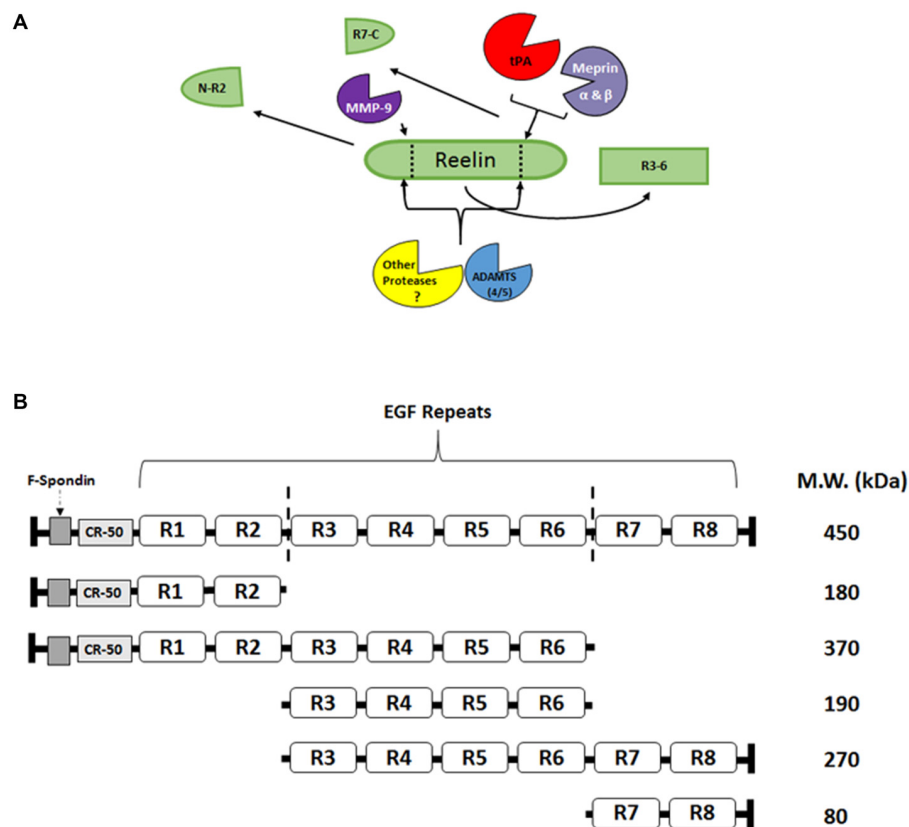 A
R7-C
tPA
Meprin
α & β
N-R2
MMP-9
Reelin
R3-6
Other
Proteases
?
ADAMTS
(4/5)
B
EGF Repeats
F-Spondin
M.W. (kDa)
CR-50 R1 R2 R3 R4 R5 R6 R7 R8 450
CR-50 R1 R2 180
CR-50 R1 R2 R3 R4 R5 R6 370
R3 R4 R5 R6 190
R3 R4 R5 R6 R7 R8 270
R7 R8 80